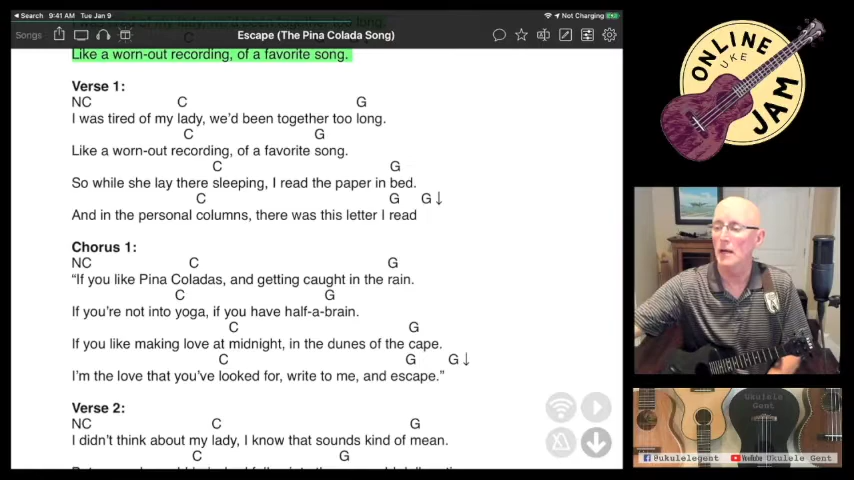 Search 9:41 AM Tue Jan 9
Not Charging
Songs
Escape (The Pina Colada Song)
Like a worn-out recording, of a favorite song.
Verse 1:
NC C G
I was tired of my lady, we'd been together too long.
C G
Like a worn-out recording, of a favorite song.
C G
So while she lay there sleeping, I read the paper in bed.
C G G↓
And in the personal columns, there was this letter I read
Chorus 1:
NC C G
“If you like Pina Coladas, and getting caught in the rain.
C G
If you're not into yoga, if you have half-a-brain.
C G
If you like making love at midnight, in the dunes of the cape.
C G G↓
I'm the love that you've looked for, write to me, and escape.”
Verse 2:
NC C G
I didn't think about my lady, I know that sounds kind of mean.
C G
ONLINE
UKE
JAM
Ukulele
Gent
@ukulelegent YouTube Ukulele Gent